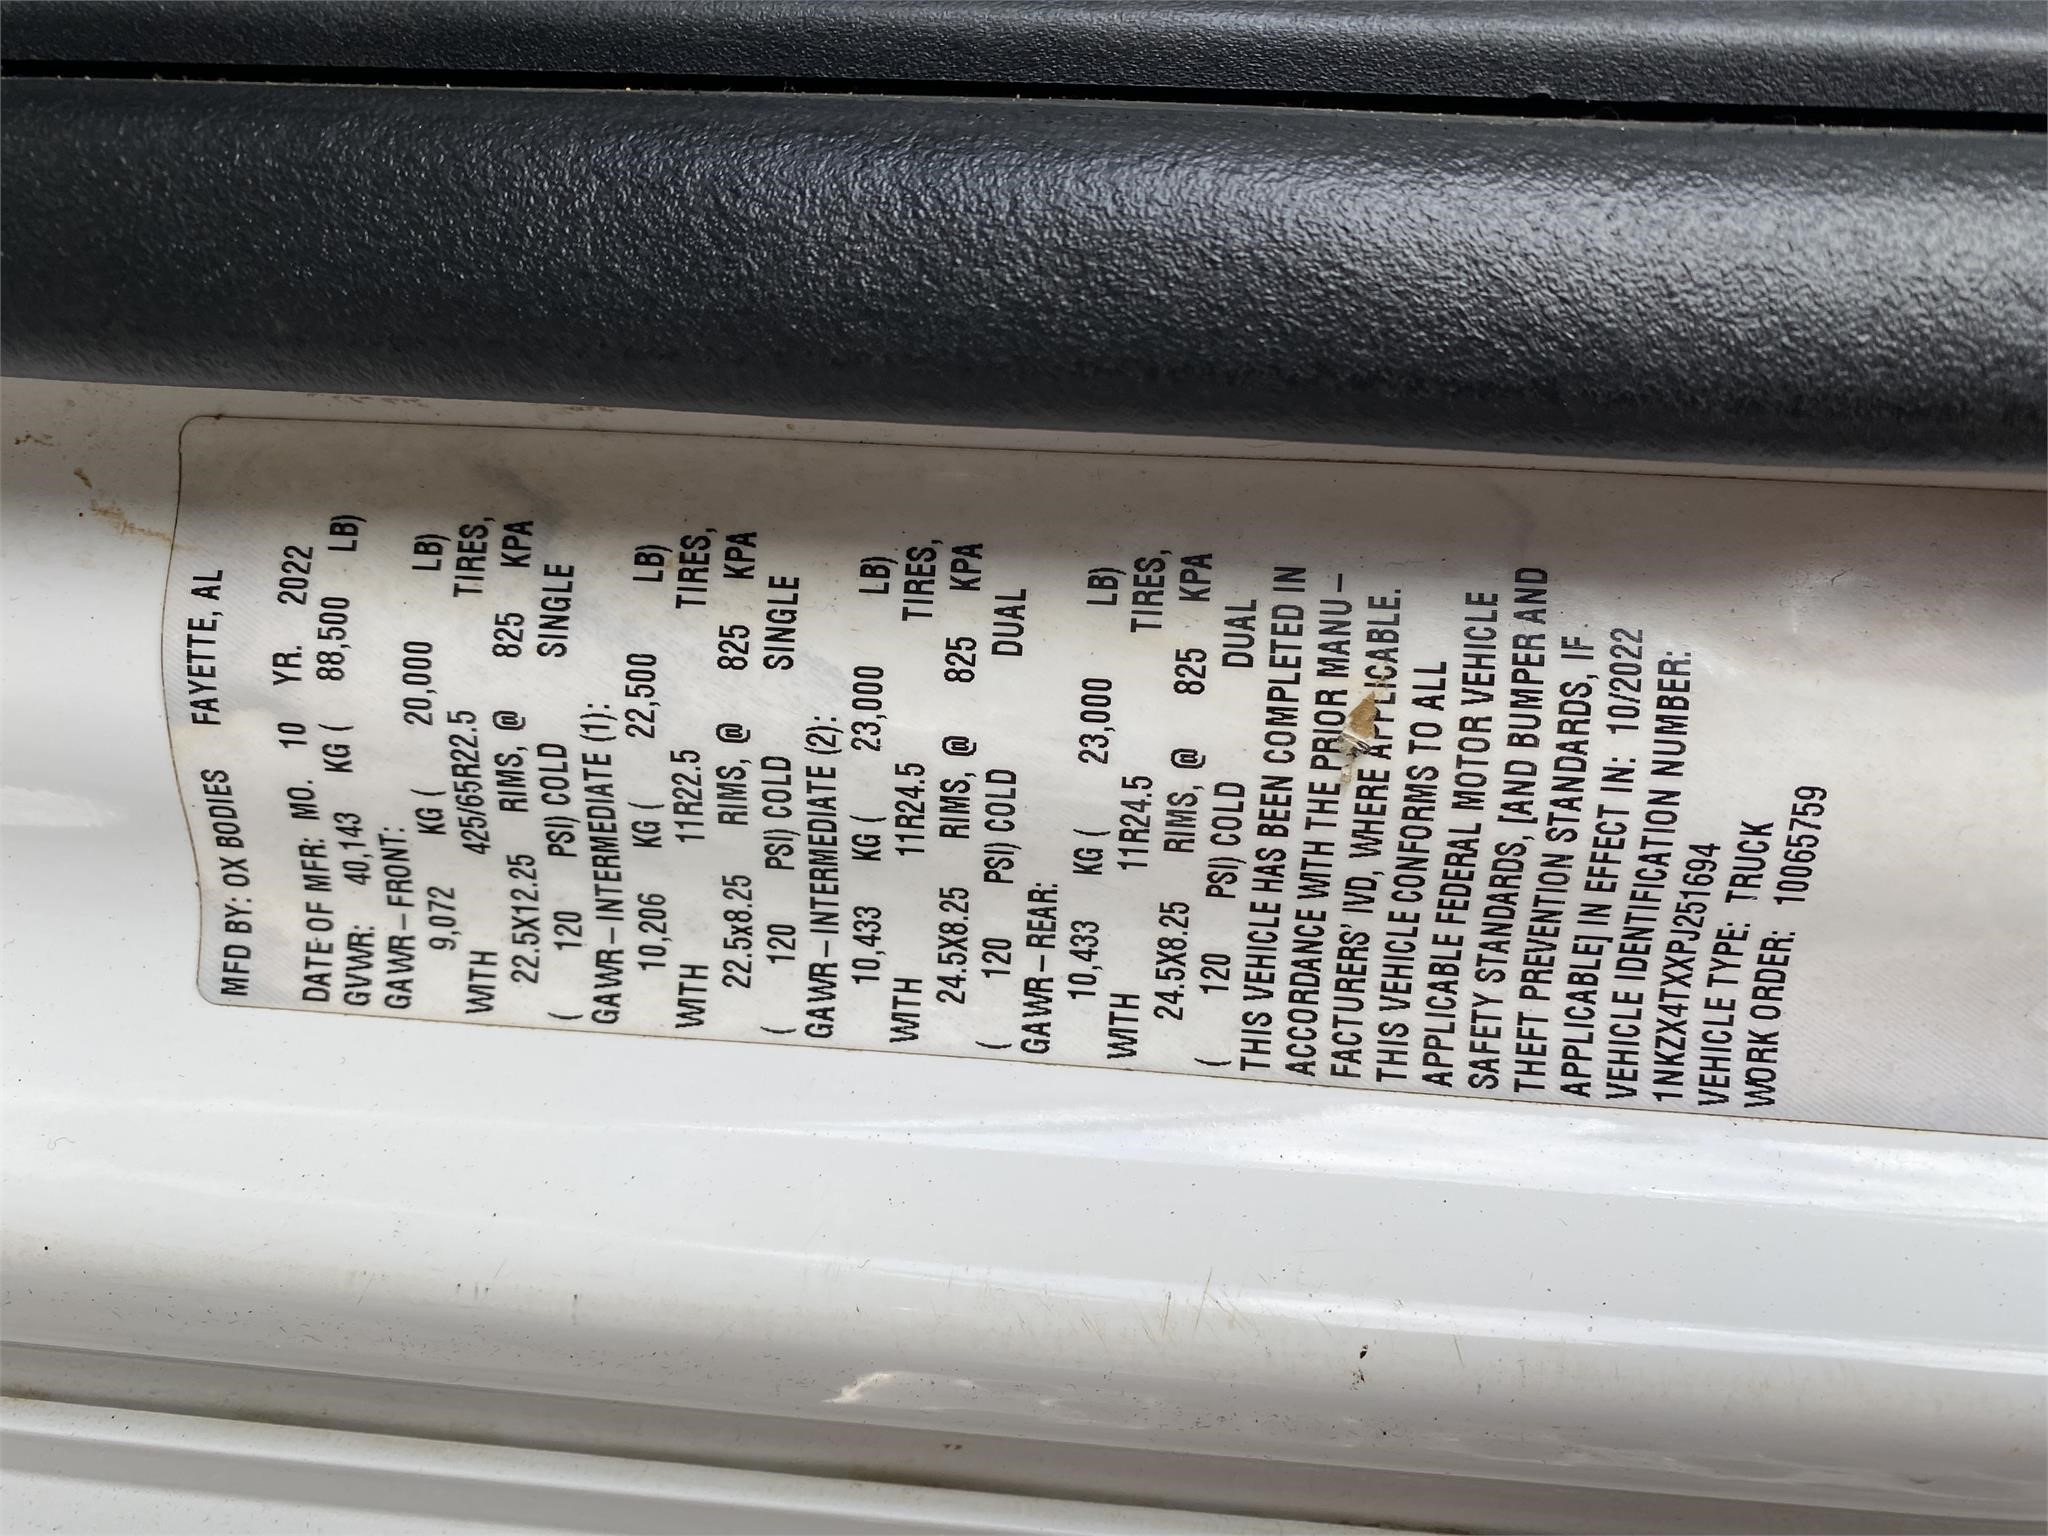 MFD BY: OX BODIES FAYETTE, AL
DATE OF MFR: MO. 10 YR. 2022
GVWR: 40,143 KG ( 88,500 LB)
GAWR-FRONT:
9,072 KG ( 20,000 LB)
WITH 425/65R22.5 TIRES,
22.5X12.25 RIMS, @ 825 KPA
( 120 PSI) COLD SINGLE
GAWR-INTERMEDIATE (1):
10,206 KG ( 22,500 LB)
WITH 11R22.5 TIRES,
22.5x8.25 RIMS, @ 825 KPA
( 120 PSI) COLD SINGLE
GAWR-INTERMEDIATE (2):
10,433 KG ( 23,000 LB)
WITH 11R24.5 TIRES,
24.5X8.25 RIMS, @ 825 KPA
( 120 PSI) COLD DUAL
GAWR-REAR:
10,433 KG ( 23,000 LB)
WITH 11R24.5 TIRES,
24.5X8.25 RIMS, @ 825 KPA
( 120 PSI) COLD DUAL
THIS VEHICLE HAS BEEN COMPLETED IN
ACCORDANCE WITH THE PRIOR MANU-
FACTURERS' IVD, WHERE APPLICABLE.
THIS VEHICLE CONFORMS TO ALL
APPLICABLE FEDERAL MOTOR VEHICLE
SAFETY STANDARDS, [AND BUMPER AND
THEFT PREVENTION STANDARDS, IF
APPLICABLE] IN EFFECT IN: 10/2022
VEHICLE IDENTIFICATION NUMBER:
1NKZX4TXXPJ251694
VEHICLE TYPE: TRUCK
WORK ORDER: 10065759